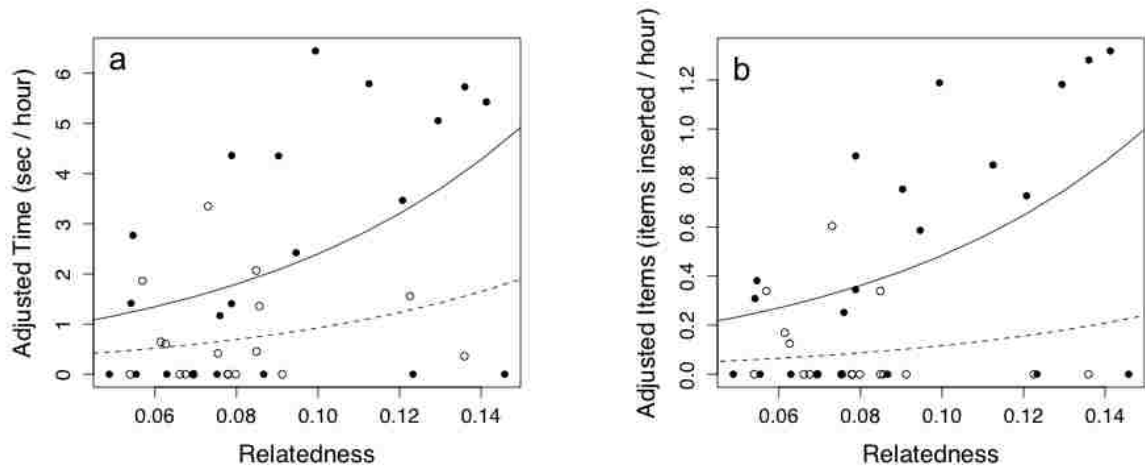 a
Adjusted Time (sec / hour)
6
5
4
3
2
1
0
0.06 0.08 0.10 0.12 0.14
Relatedness
b
Adjusted Items (items inserted / hour)
1.2
1.0
0.8
0.6
0.4
0.2
0.0
0.06 0.08 0.10 0.12 0.14
Relatedness